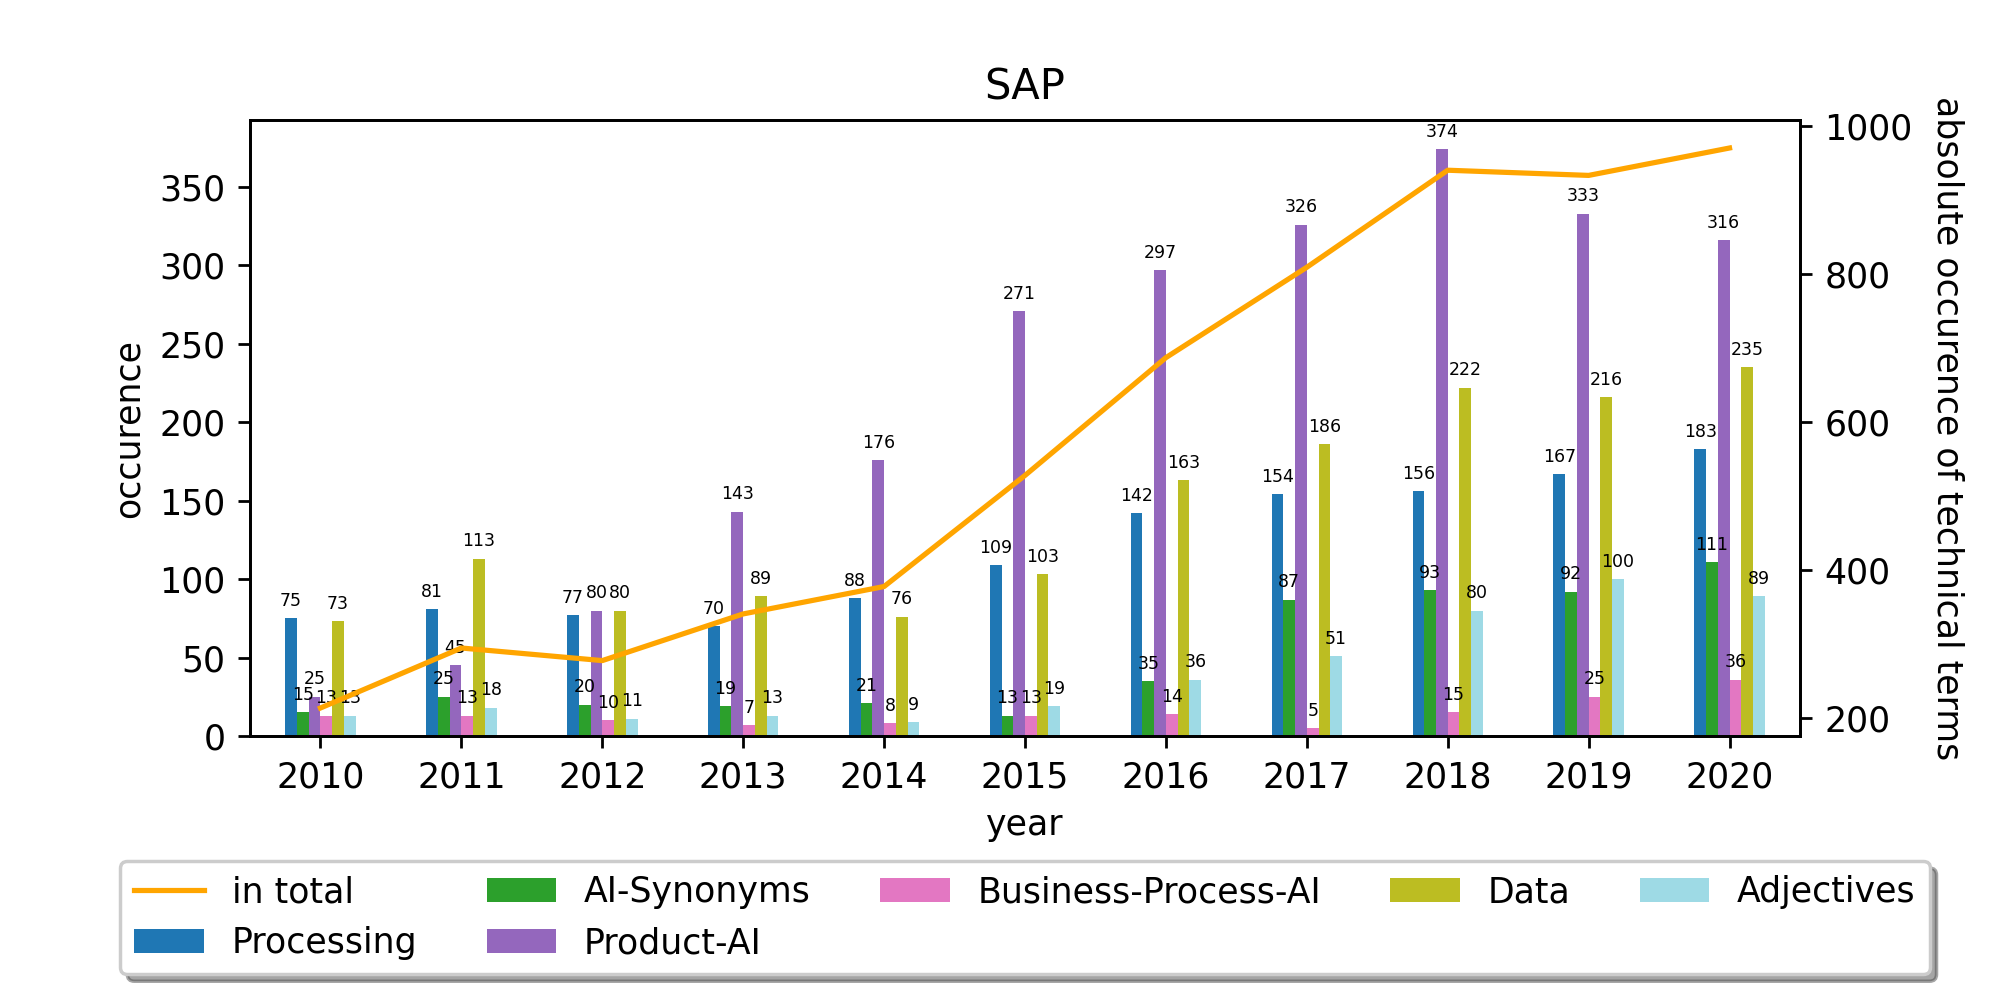 SAP
occurence
absolute occurence of technical terms
350
300
250
200
150
100
50
0
1000
800
600
400
200
75 15 25 13 73 13
81 25 45 13 113 18
77 20 80 10 80 11
70 19 143 7 89 13
88 21 176 8 76 9
109 13 271 13 103 19
142 35 297 14 163 36
154 87 326 5 186 51
156 93 374 15 222 80
167 92 333 25 216 100
183 111 316 36 235 89
2010 2011 2012 2013 2014 2015 2016 2017 2018 2019 2020
year
in total AI-Synonyms Business-Process-AI Data Adjectives
Processing Product-AI